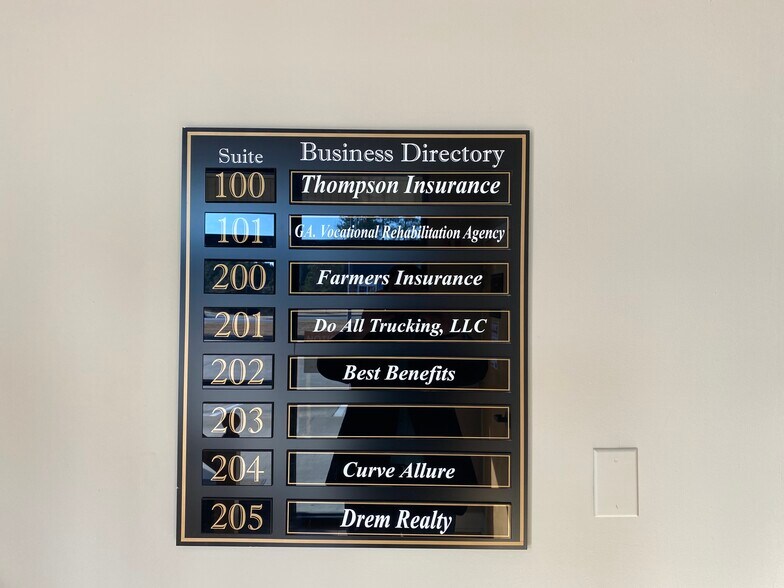 Suite Business Directory
100 Thompson Insurance
101 GA. Vocational Rehabilitation Agency
200 Farmers Insurance
201 Do All Trucking, LLC
202 Best Benefits
203
204 Curve Allure
205 Drem Realty